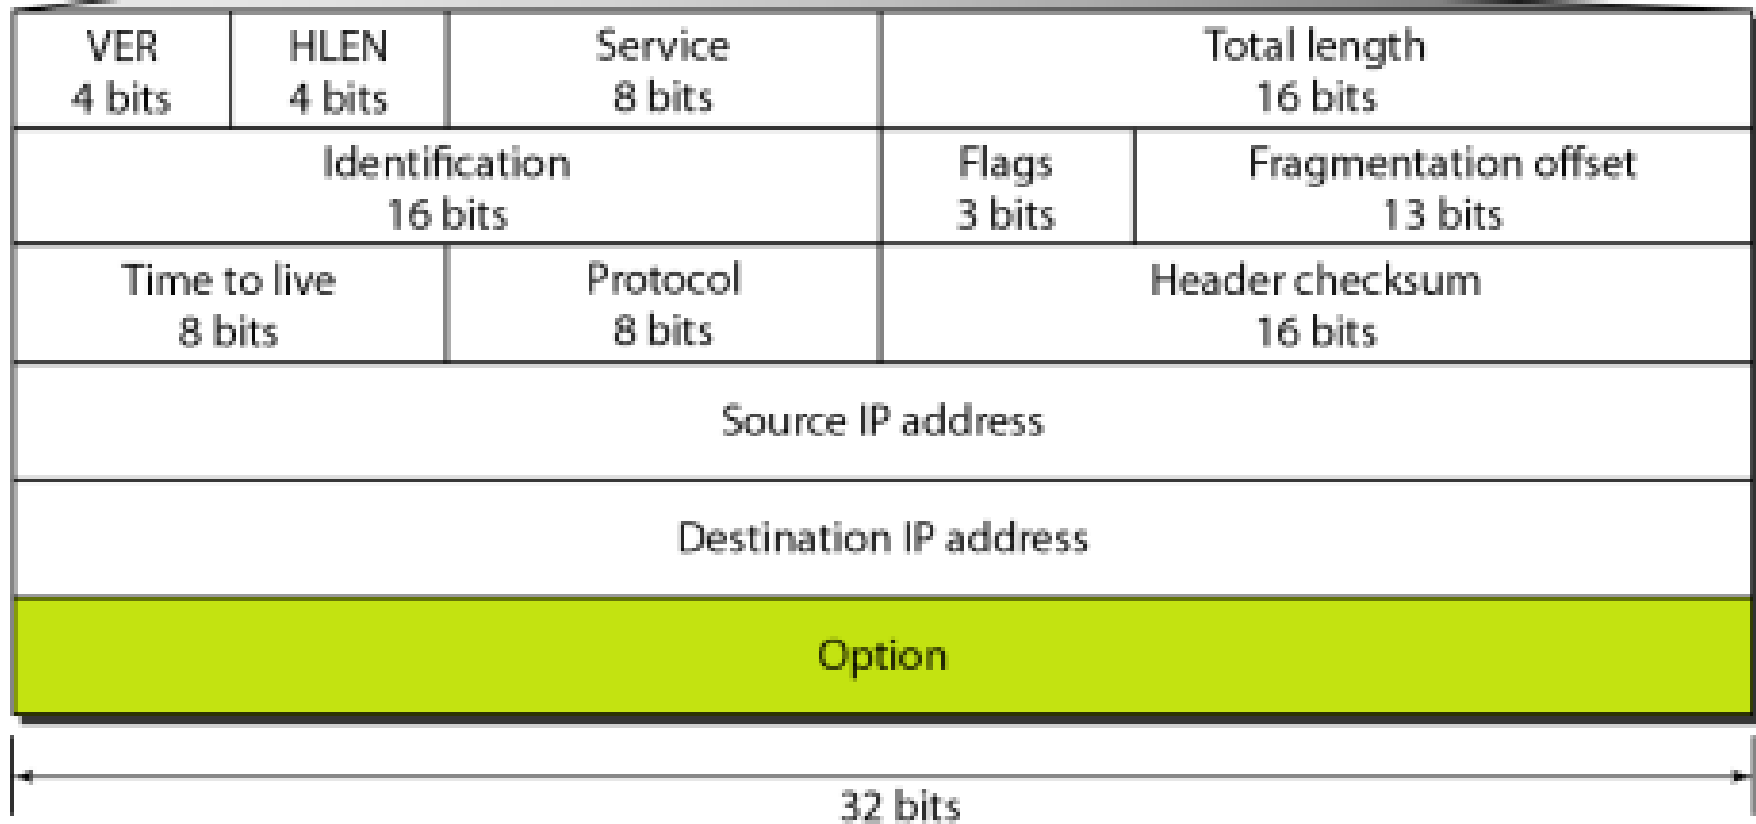 VER
4 bits
HLEN
4 bits
Service
8 bits
Total length
16 bits
Identification
16 bits
Flags
3 bits
Fragmentation offset
13 bits
Time to live
8 bits
Protocol
8 bits
Header checksum
16 bits
Source IP address
Destination IP address
Option
32 bits